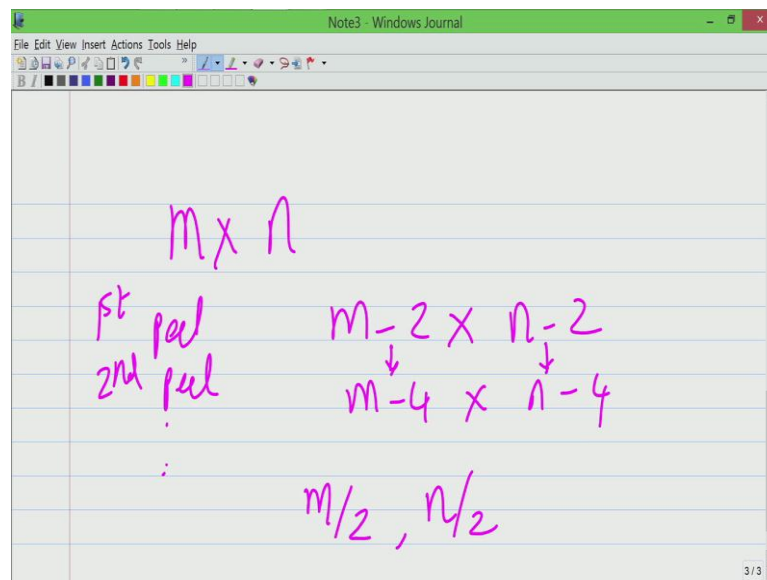 Note3 - Windows Journal
File Edit View Insert Actions Tools Help
B I
m x n
1st peel m-2 x n-2
2nd peel m-4 x n-4
m/2, n/2
3 / 3